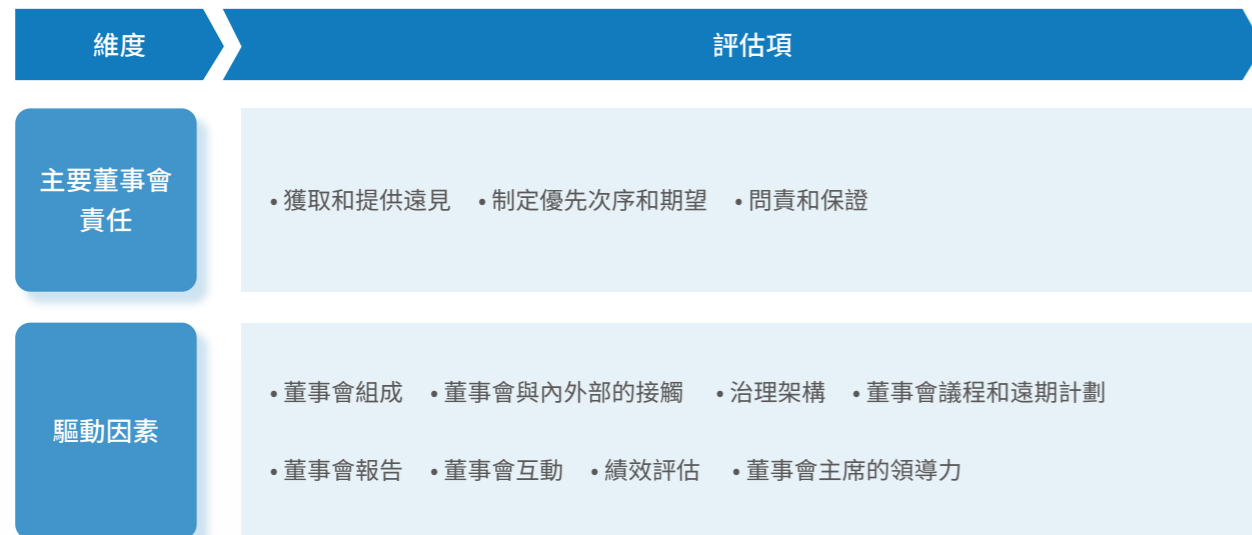 維度
評估項
主要董事會
責任
• 獲取和提供遠見 • 制定優先次序和期望 • 問責和保證
驅動因素
• 董事會組成 • 董事會與內外部的接觸 • 治理架構 • 董事會議程和遠期計劃
• 董事會報告 • 董事會互動 • 績效評估 • 董事會主席的領導力